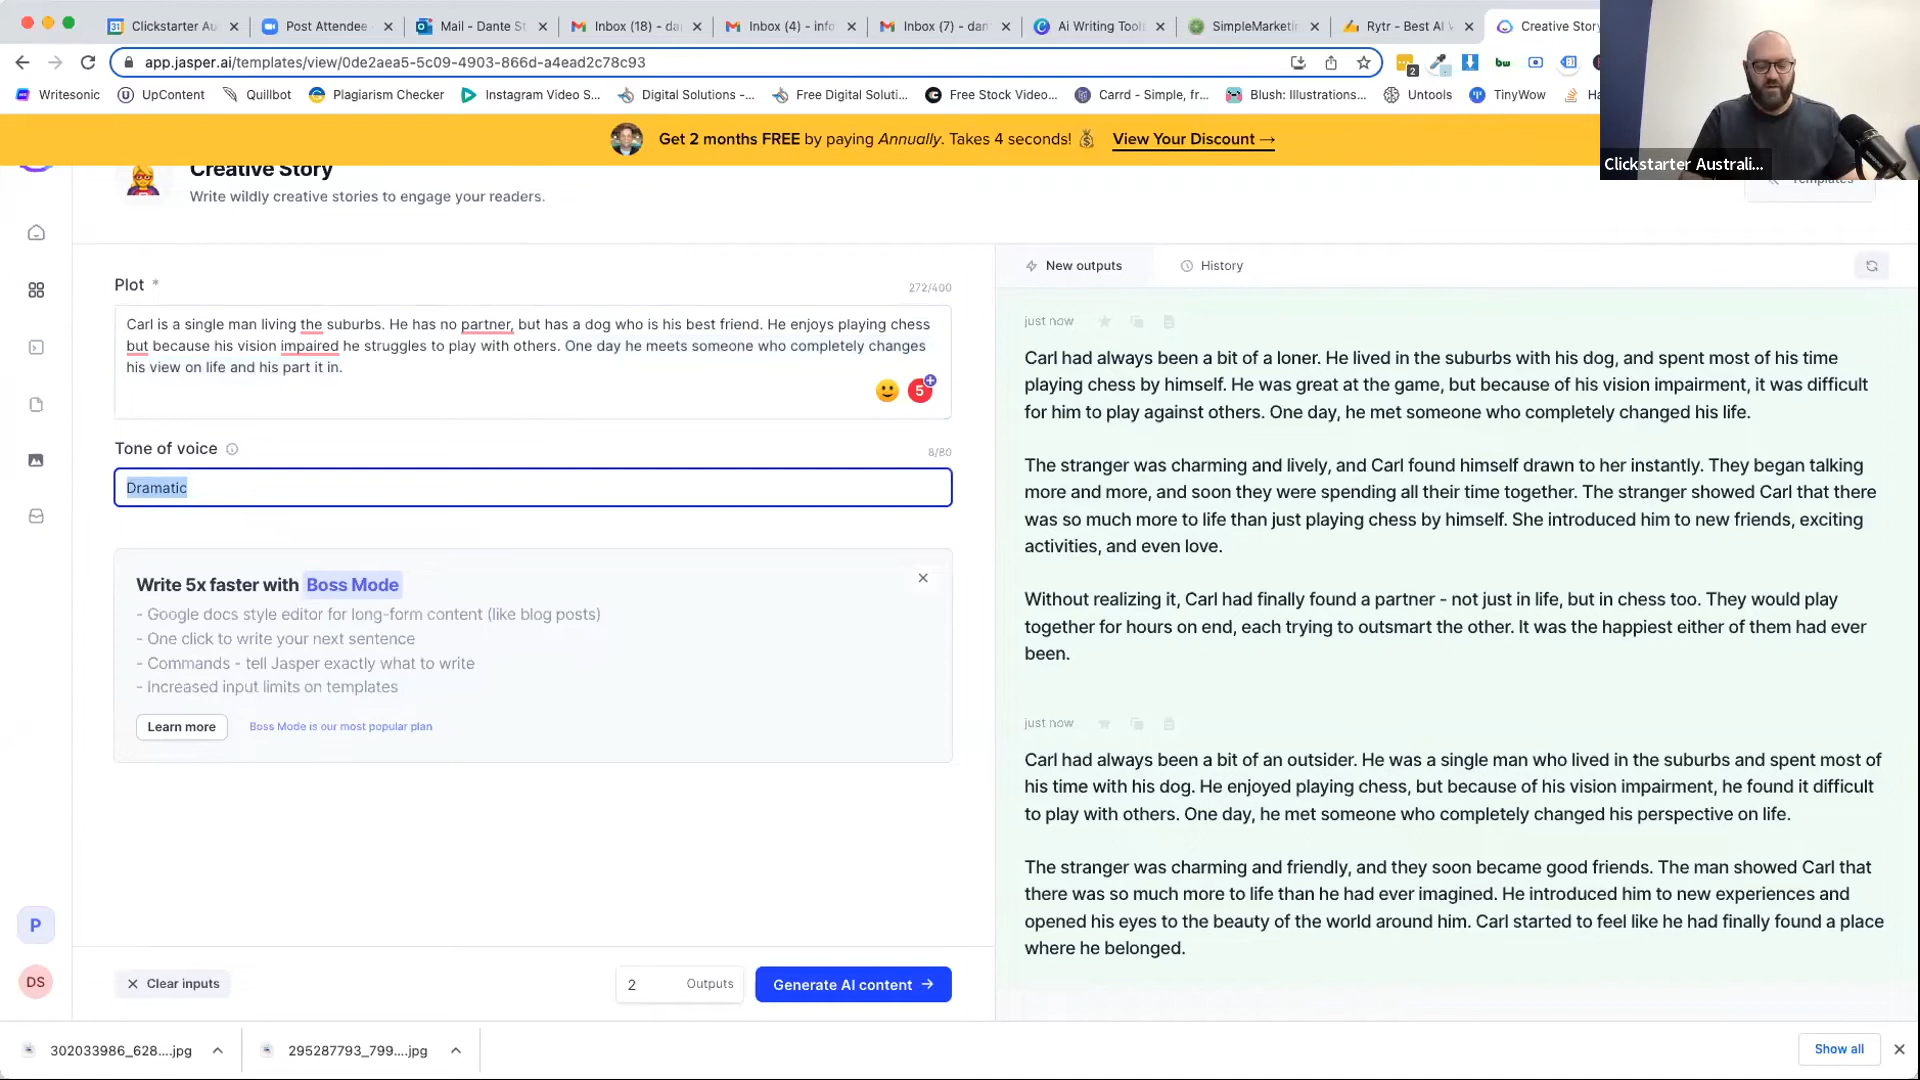 Clickstarter Au
Post Attendee
Mail - Dante St
Inbox (18) - da
Inbox (4) - info
Inbox (7) - dan
Ai Writing Tool
SimpleMarketin
Rytr - Best AI
Creative Story
app.jasper.ai/templates/view/0de2aea5-5c09-4903-866d-a4ead2c78c93
2
bw
Writesonic
UpContent
Quillbot
Plagiarism Checker
Instagram Video S...
Digital Solutions -...
Free Digital Soluti...
Free Stock Video...
Carrd - Simple, fr...
Blush: Illustrations...
Untools
TinyWow
Get 2 months FREE by paying Annually. Takes 4 seconds! 💰 View Your Discount →
Clickstarter Australi...
Creative Story
Write wildly creative stories to engage your readers.
Templates
Plot *
272/400
Carl is a single man living the suburbs. He has no partner, but has a dog who is his best friend. He enjoys playing chess
but because his vision impaired he struggles to play with others. One day he meets someone who completely changes
his view on life and his part it in.
5
Tone of voice
8/80
Dramatic
Write 5x faster with Boss Mode
- Google docs style editor for long-form content (like blog posts)
- One click to write your next sentence
- Commands - tell Jasper exactly what to write
- Increased input limits on templates
Learn more
Boss Mode is our most popular plan
P
DS
Clear inputs
2 Outputs
Generate AI content →
New outputs
History
just now
Carl had always been a bit of a loner. He lived in the suburbs with his dog, and spent most of his time
playing chess by himself. He was great at the game, but because of his vision impairment, it was difficult
for him to play against others. One day, he met someone who completely changed his life.
The stranger was charming and lively, and Carl found himself drawn to her instantly. They began talking
more and more, and soon they were spending all their time together. The stranger showed Carl that there
was so much more to life than just playing chess by himself. She introduced him to new friends, exciting
activities, and even love.
Without realizing it, Carl had finally found a partner - not just in life, but in chess too. They would play
together for hours on end, each trying to outsmart the other. It was the happiest either of them had ever
been.
just now
Carl had always been a bit of an outsider. He was a single man who lived in the suburbs and spent most of
his time with his dog. He enjoyed playing chess, but because of his vision impairment, he found it difficult
to play with others. One day, he met someone who completely changed his perspective on life.
The stranger was charming and friendly, and they soon became good friends. The man showed Carl that
there was so much more to life than he had ever imagined. He introduced him to new experiences and
opened his eyes to the beauty of the world around him. Carl started to feel like he had finally found a place
where he belonged.
302033986_628....jpg
295287793_799....jpg
Show all